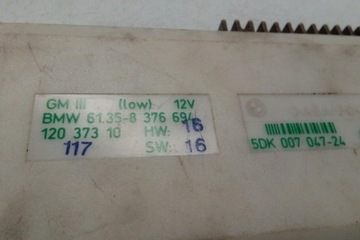 GM III (low) 12V
BMW 61.35-8 376 694
120 373 10 HW: 16
117 SW: 16
5DK 007 047-24